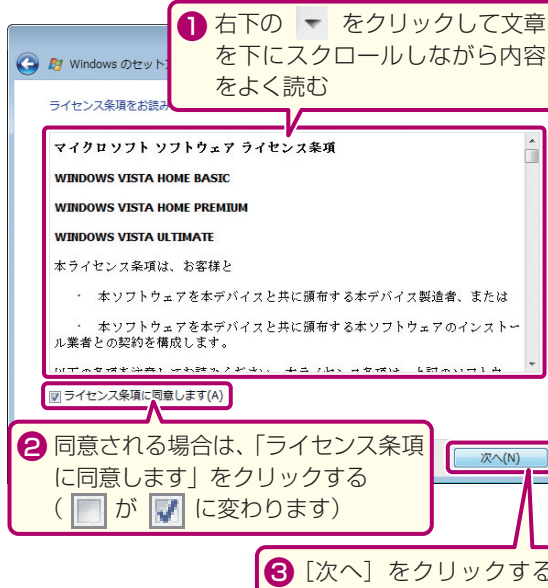 1 右下の ▼ をクリックして文章
を下にスクロールしながら内容
をよく読む
Windows のセット
ライセンス条項をお読み
マイクロソフト ソフトウェア ライセンス条項
WINDOWS VISTA HOME BASIC
WINDOWS VISTA HOME PREMIUM
WINDOWS VISTA ULTIMATE
本ライセンス条項は、お客様と
・ 本ソフトウェアを本デバイスと共に頒布する本デバイス製造者、または
・ 本ソフトウェアを本デバイスと共に頒布する本ソフトウェアのインストー
ル業者との契約を構成します。
ライセンス条項に同意します(A)
2 同意される場合は、「ライセンス条項
に同意します」をクリックする
( が に変わります)
次へ(N)
3 [次へ] をクリックする